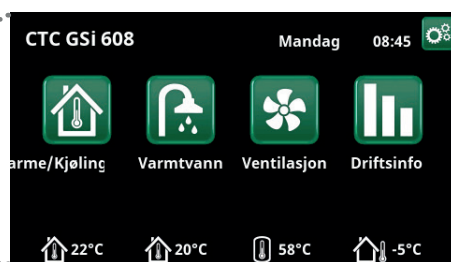 CTC GSi 608 Mandag 08:45
arme/Kjøling Varmtvann Ventilasjon Driftsinfo
22°C 20°C 58°C -5°C